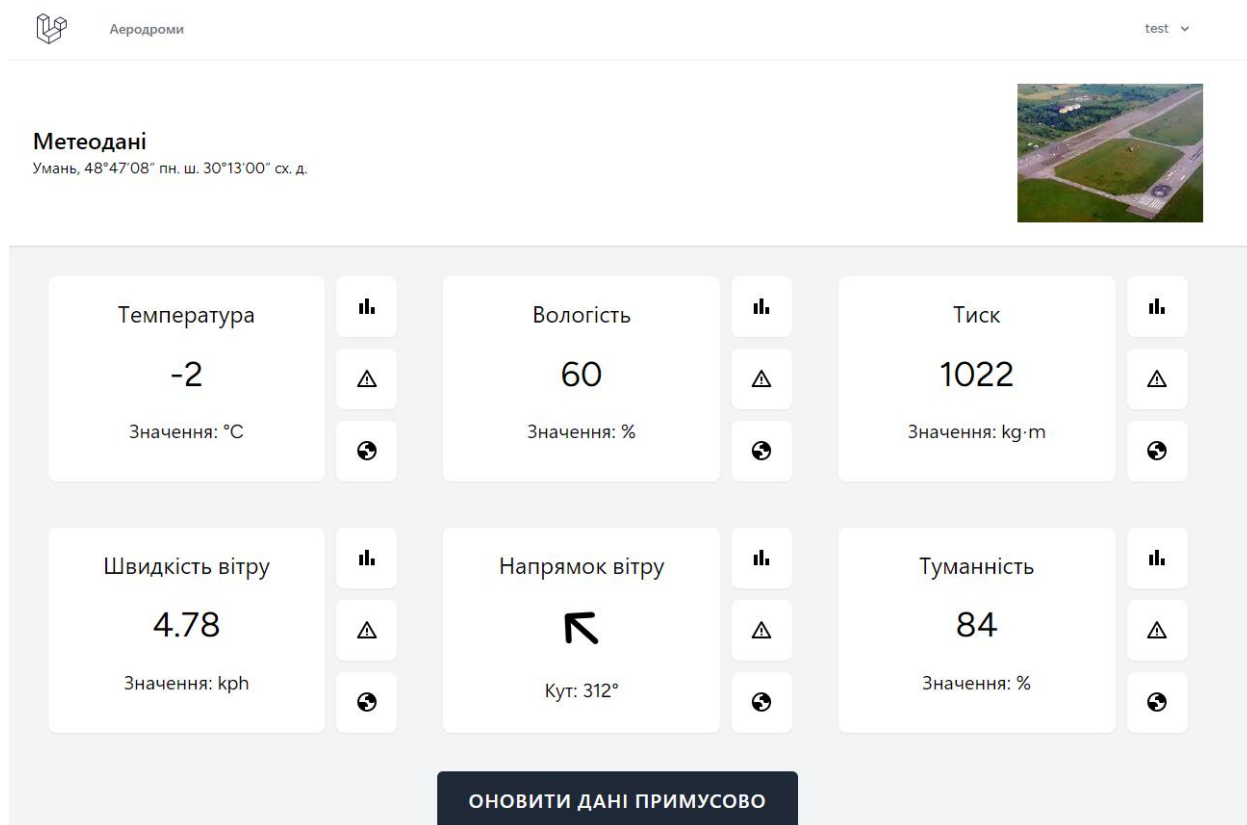 Аеродроми
test
Метеодані
Умань, 48°47′08″ пн. ш. 30°13′00″ сх. д.
Температура
-2
Значення: °C
Вологість
60
Значення: %
Тиск
1022
Значення: kg·m
Швидкість вітру
4.78
Значення: kph
Напрямок вітру
Кут: 312°
Туманність
84
Значення: %
ОНОВИТИ ДАНІ ПРИМУСОВО